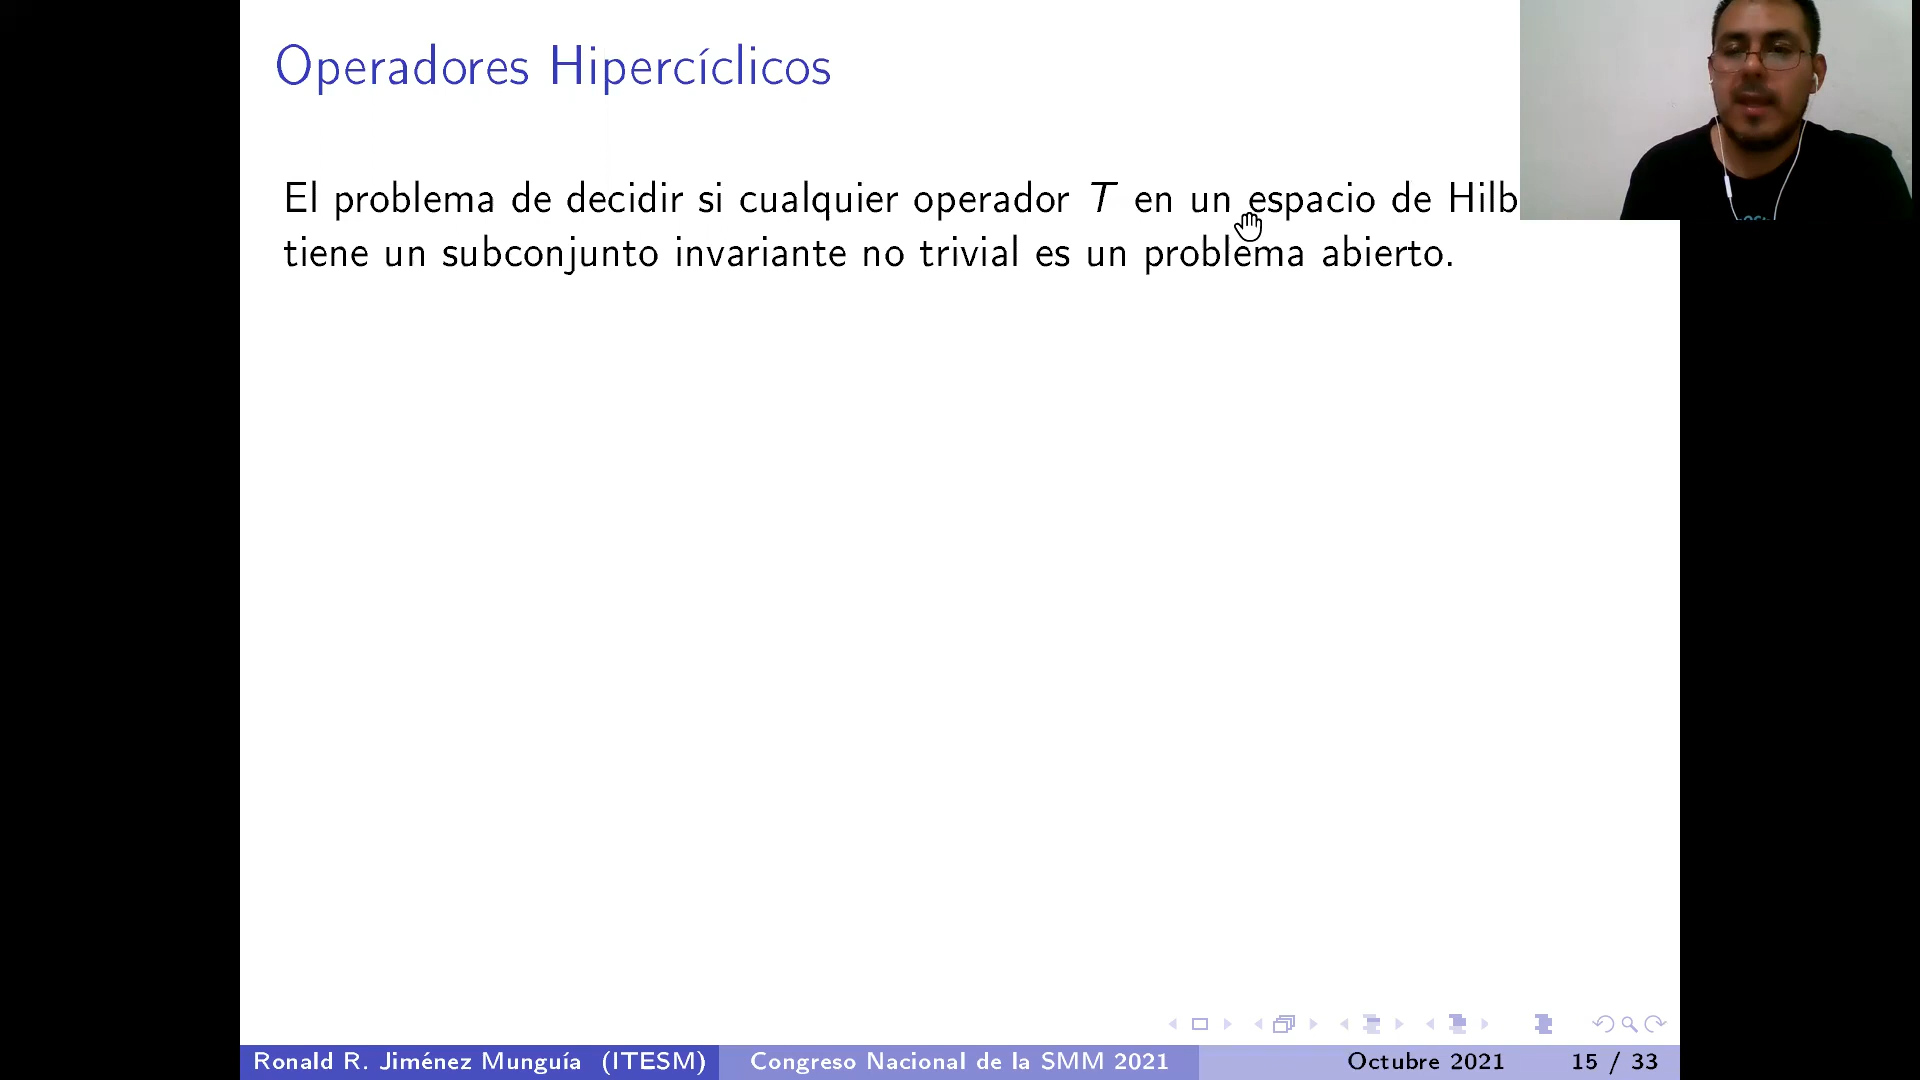 Operadores Hipercíclicos
El problema de decidir si cualquier operador T en un espacio de Hilb
tiene un subconjunto invariante no trivial es un problema abierto.
Ronald R. Jiménez Munguía (ITESM) Congreso Nacional de la SMM 2021 Octubre 2021 15 / 33